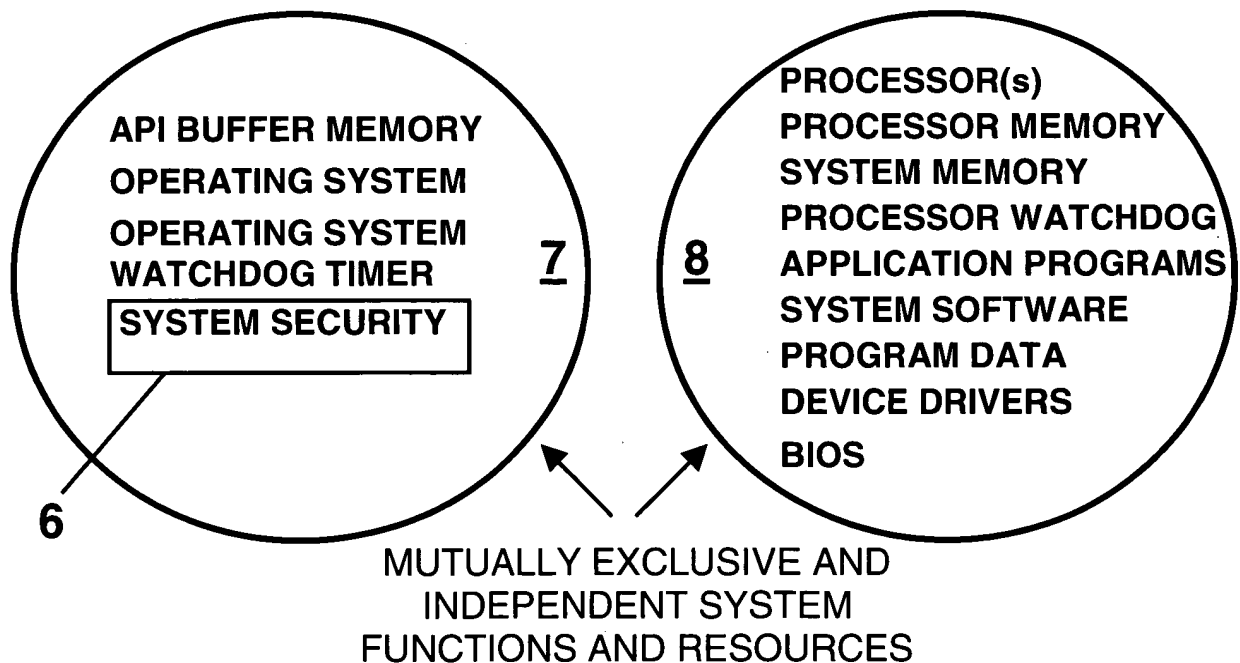 API BUFFER MEMORY
OPERATING SYSTEM
OPERATING SYSTEM
WATCHDOG TIMER
SYSTEM SECURITY
7
6
8
PROCESSOR(s)
PROCESSOR MEMORY
SYSTEM MEMORY
PROCESSOR WATCHDOG
APPLICATION PROGRAMS
SYSTEM SOFTWARE
PROGRAM DATA
DEVICE DRIVERS
BIOS
MUTUALLY EXCLUSIVE AND
INDEPENDENT SYSTEM
FUNCTIONS AND RESOURCES